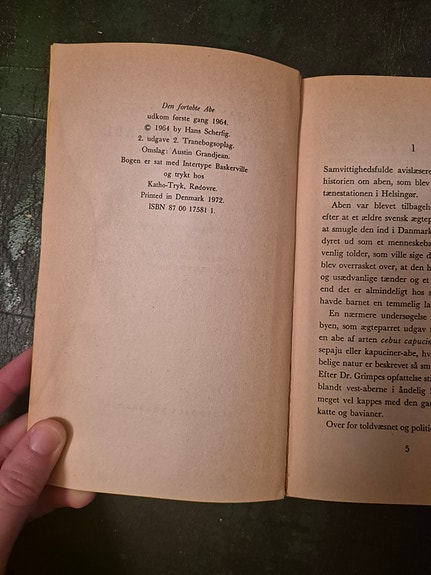 Den fortabte Abe
udkom første gang 1964.
© 1964 by Hans Scherfig.
2. udgave 2. Tranebogsoplag.
Omslag: Austin Grandjean.
Bogen er sat med Intertype Baskerville
og trykt hos
Katho-Tryk, Rødovre.
Printed in Denmark 1972.
ISBN 87 00 17581 1.
1
Samvittighedsfulde avislæsere
historien om aben, som blev
tænestationen i Helsingør.
Aben var blevet tilbagehol
efter at et ældre svensk ægtep
at smugle den ind i Danmark
dyret ud som et menneskeba
venlig tolder, som ville sige d
blev overrasket over, at den h
og usædvanlige tænder og et
end det er almindeligt hos s
havde barnet en temmelig la
En nærmere undersøgelse
byen, som ægteparret udgav f
en abe af arten cebus capucin
sepaju eller kapuciner-abe, hv
belige natur er beskrevet så sm
Efter Dr. Grimpes opfattelse sti
blandt vest-aberne i åndelig
meget vel kappes med den gam
katte og bavianer.
Over for toldvæsnet og politie
5